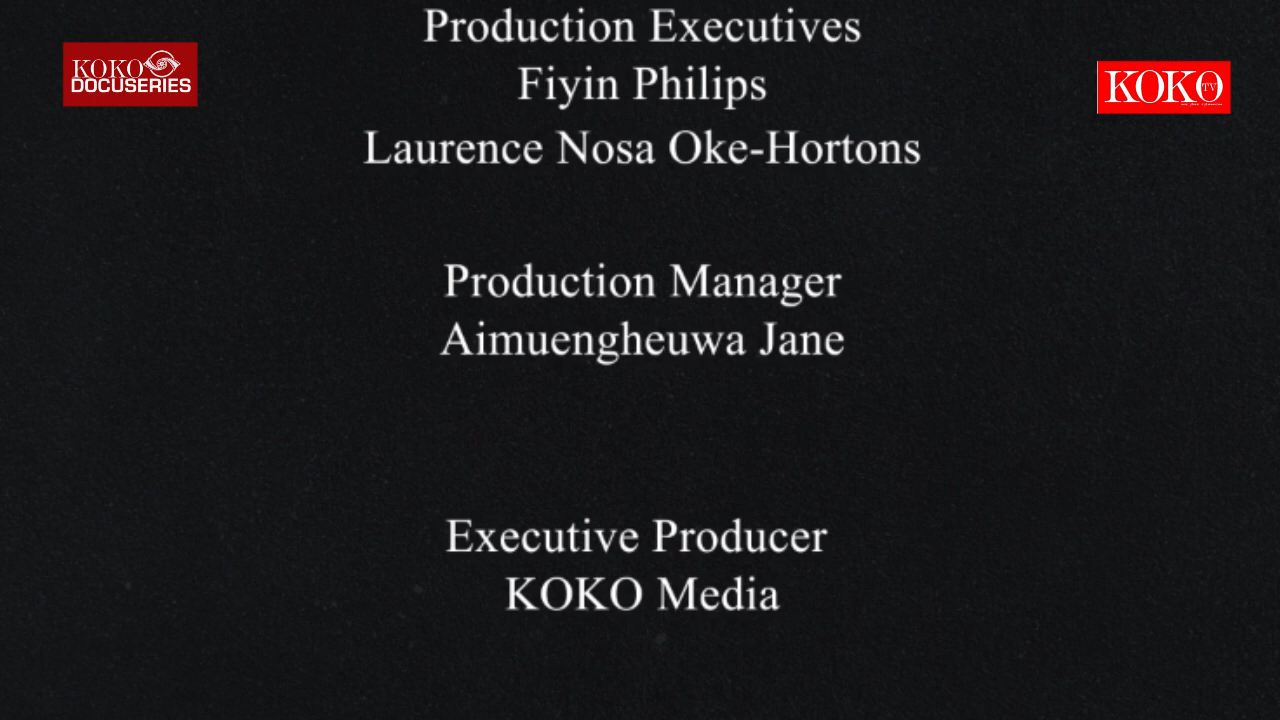 Production Executives
Fiyin Philips
Laurence Nosa Oke-Hortons
KOKO
DOCUSERIES
KOKO TV
Production Manager
Aimuengheuwa Jane
Executive Producer
KOKO Media